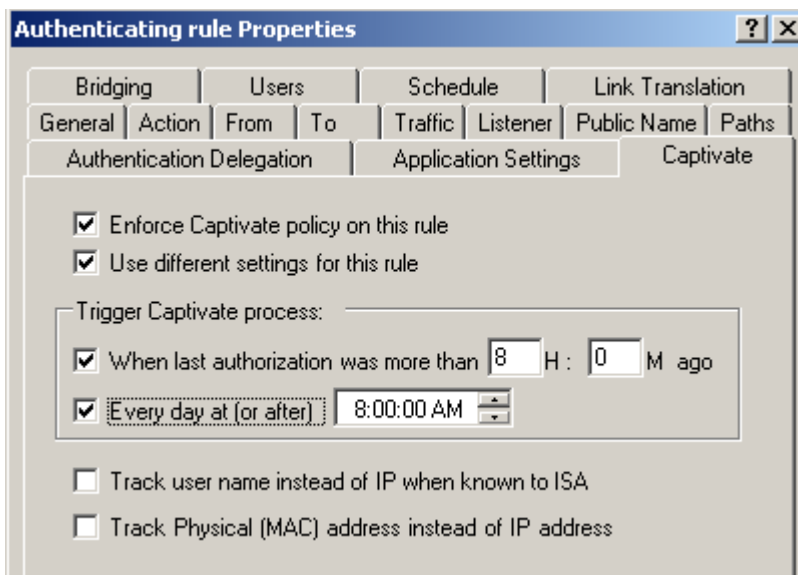 Authenticating rule Properties
Bridging Users Schedule Link Translation
General Action From To Traffic Listener Public Name Paths
Authentication Delegation Application Settings Captivate
Enforce Captivate policy on this rule
Use different settings for this rule
Trigger Captivate process:
When last authorization was more than 8 H : 0 M ago
Every day at (or after) 8:00:00 AM
Track user name instead of IP when known to ISA
Track Physical (MAC) address instead of IP address